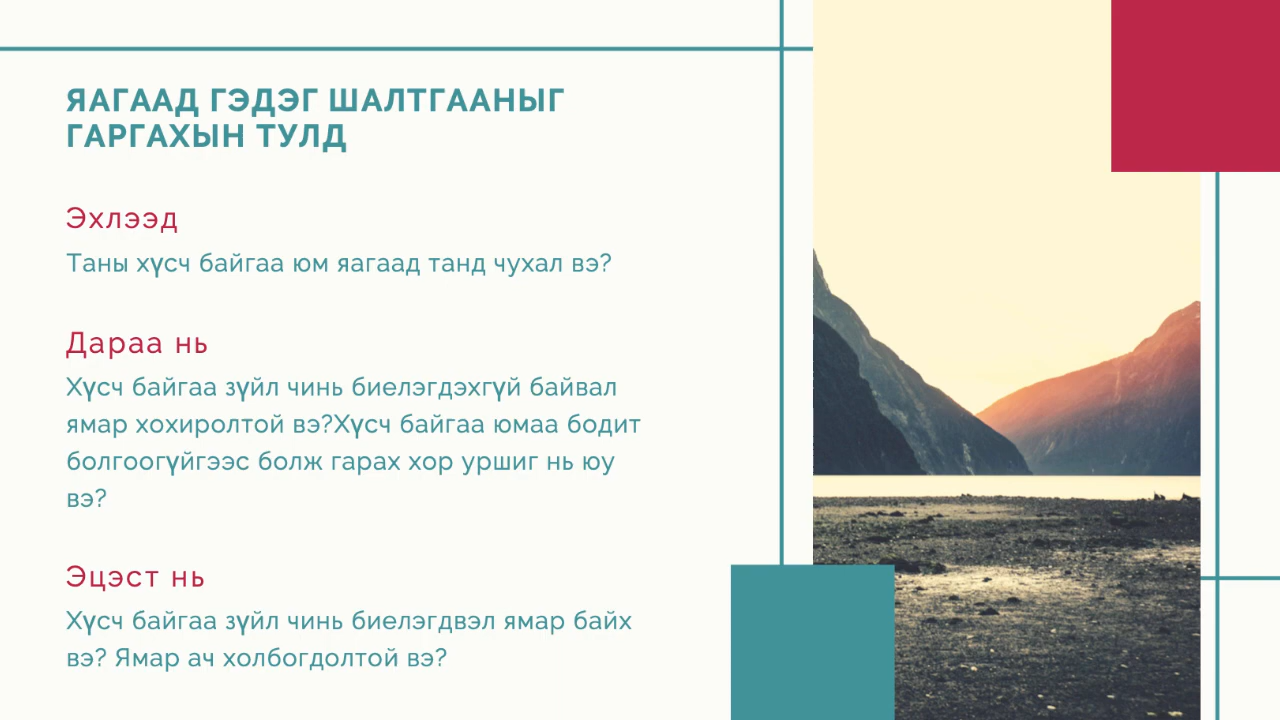 ЯАГААД ГЭДЭГ ШАЛТГААНЫГ
ГАРГАХЫН ТУЛД
Эхлээд
Таны хүсч байгаа юм яагаад танд чухал вэ?
Дараа нь
Хүсч байгаа зүйл чинь биелэгдэхгүй байвал
ямар хохиролтой вэ?Хүсч байгаа юмаа бодит
болгоогүйгээс болж гарах хор уршиг нь юу
вэ?
Эцэст нь
Хүсч байгаа зүйл чинь биелэгдвэл ямар байх
вэ? Ямар ач холбогдолтой вэ?